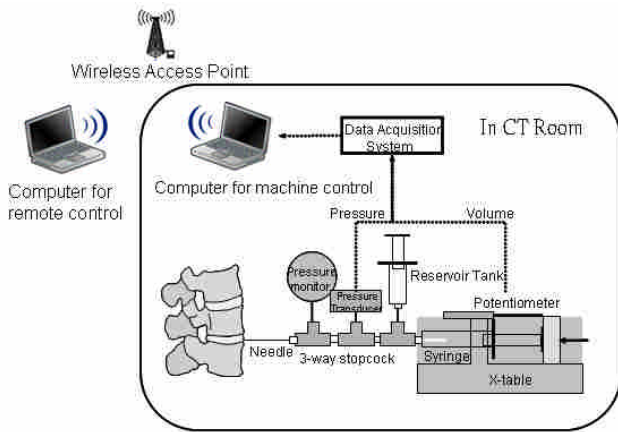 Wireless Access Point
In CT Room
Data Acquisition
System
Computer for
remote control
Computer for machine control
Pressure
Volume
Pressure
monitor
Pressure
Transducer
Reservoir Tank
Potentiometer
Needle
3-way stopcock
Syringe
X-table